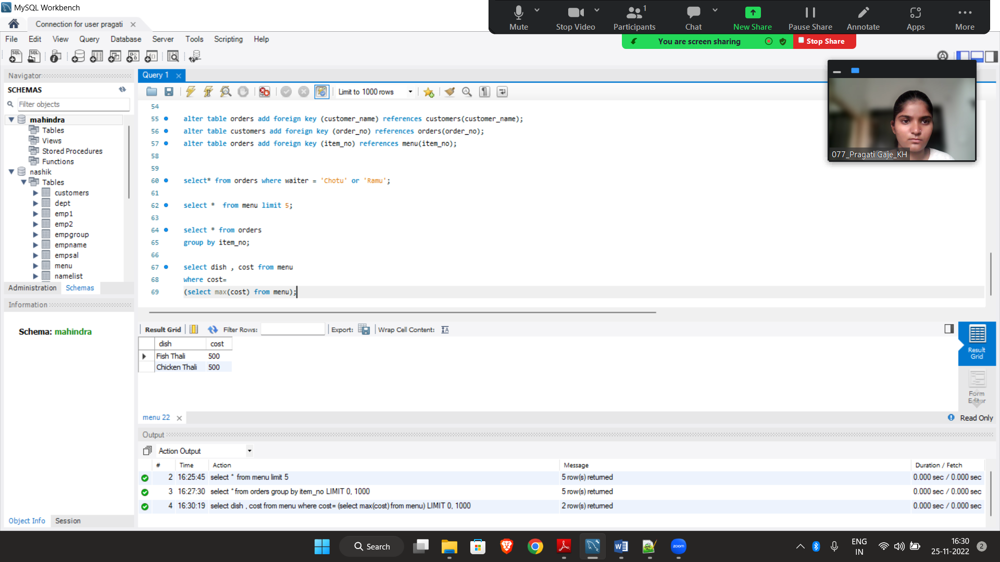 MySQL Workbench
Connection for user pragati
File Edit View Query Database Server Tools Scripting Help
Mute
Stop Video
1
Participants
Chat
New Share
Pause Share
Annotate
Apps
More
You are screen sharing
Stop Share
077_Pragati Gaje_KH
Navigator
SCHEMAS
Filter objects
mahindra
Tables
Views
Stored Procedures
Functions
nashik
Tables
customers
dept
emp1
emp2
empgroup
empname
empsal
menu
namelist
Administration Schemas
Information
Schema: mahindra
Object Info Session
Query 1
Limit to 1000 rows
54
55 alter table orders add foreign key (customer_name) references customers(customer_name);
56 alter table customers add foreign key (order_no) references orders(order_no);
57 alter table orders add foreign key (item_no) references menu(item_no);
58
59
60 select* from orders where waiter = 'Chotu' or 'Ramu';
61
62 select *  from menu limit 5;
63
64 select * from orders
65 group by item_no;
66
67 select dish , cost from menu
68 where cost=
69 (select max(cost) from menu);
Result Grid Filter Rows: Export: Wrap Cell Content:
dish cost
Fish Thali 500
Chicken Thali 500
Result Grid
Form Editor
menu 22
Read Only
Output
Action Output
# Time Action Message Duration / Fetch
2 16:25:45 select * from menu limit 5 5 row(s) returned 0.000 sec / 0.000 sec
3 16:27:30 select * from orders group by item_no LIMIT 0, 1000 5 row(s) returned 0.000 sec / 0.000 sec
4 16:30:19 select dish , cost from menu where cost= (select max(cost) from menu) LIMIT 0, 1000 2 row(s) returned 0.000 sec / 0.000 sec
Search
zoom
ENG
IN
16:30
25-11-2022
2